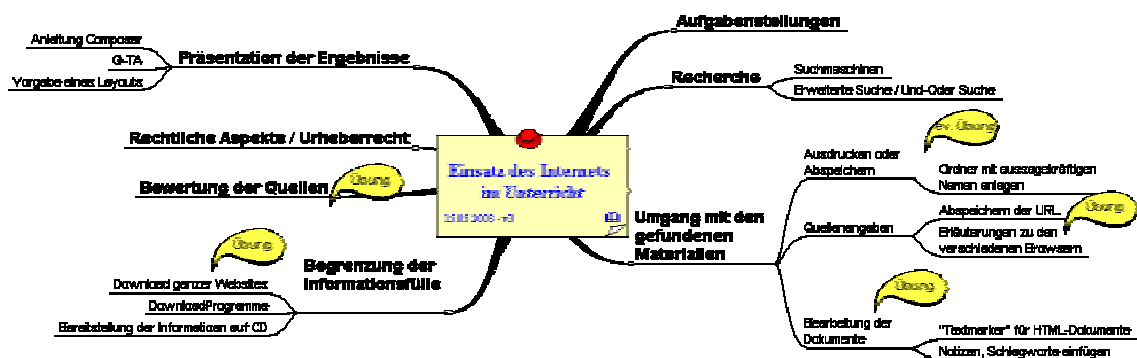 Einsatz des Internets
im Unterricht
Aufgabenstellungen
Recherche
Suchmaschinen
Erweiterte Suche / Und-Oder Suche
Umgang mit den
gefundenen
Materialien
Ausdrucken oder
Abspeichern
ev. Übung
Ordner mit aussagekräftigen
Namen anlegen
Quellenangaben
Abspeichern der URL
Übung
Erläuterungen zu den
verschiedenen Browsern
Übung
Bearbeitung der
Dokumente
"Textmarker" für HTML-Dokumente
Notizen, Schlagworte einfügen
Präsentation der Ergebnisse
Anleitung Composer
G-TA
Vorgabe eines Layouts
Rechtliche Aspekte / Urheberrecht
Bewertung der Quellen
Übung
Übung
Begrenzung der
Informationsfülle
Download ganzer Websites
DownloadProgramme
Bereitstellung der Informationen auf CD